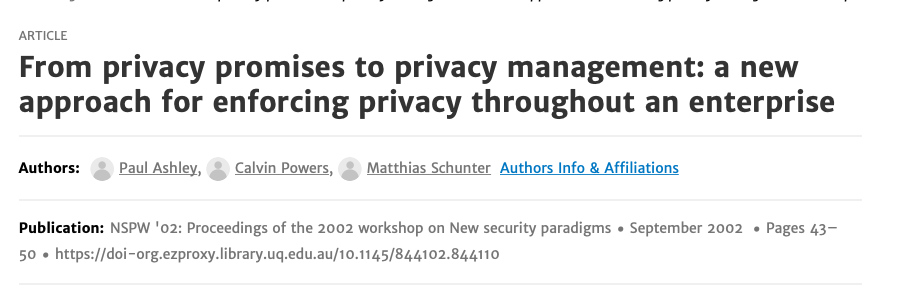 ARTICLE
From privacy promises to privacy management: a new
approach for enforcing privacy throughout an enterprise
Authors: Paul Ashley, Calvin Powers, Matthias Schunter Authors Info & Affiliations
Publication: NSPW '02: Proceedings of the 2002 workshop on New security paradigms • September 2002 • Pages 43–
50 • https://doi-org.ezproxy.library.uq.edu.au/10.1145/844102.844110